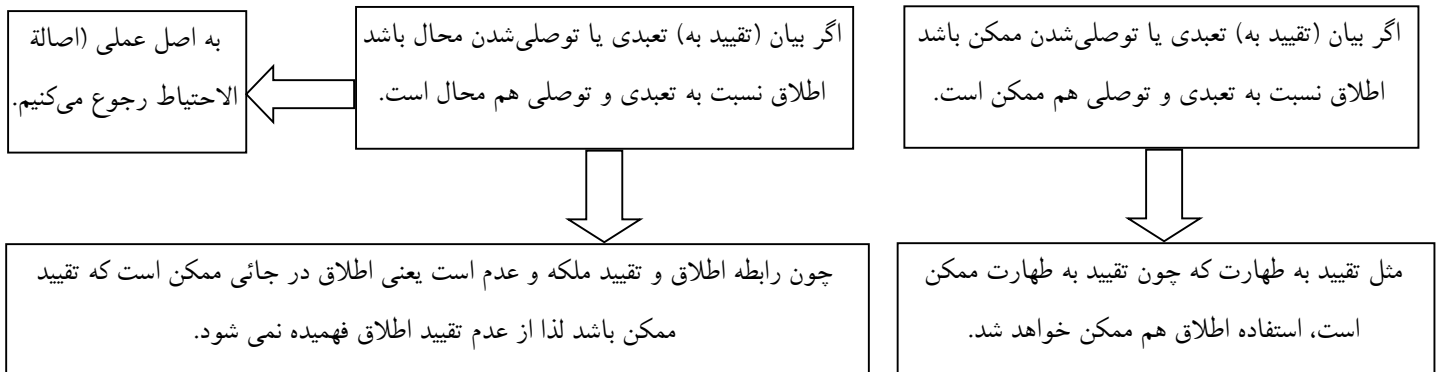 اگر بیان (تقیید به) تعبدی یا توصلی‌شدن ممکن باشد
اطلاق نسبت به تعبدی و توصلی هم ممکن است.
مثل تقیید به طهارت که چون تقیید به طهارت ممکن
است، استفاده اطلاق هم ممکن خواهد شد.
اگر بیان (تقیید به) تعبدی یا توصلی‌شدن محال باشد
اطلاق نسبت به تعبدی و توصلی هم محال است.
به اصل عملی (اصالة
الاحتیاط رجوع می‌کنیم.
چون رابطه اطلاق و تقیید ملکه و عدم است یعنی اطلاق در جائی ممکن است که تقیید
ممکن باشد لذا از عدم تقیید اطلاق فهمیده نمی شود.